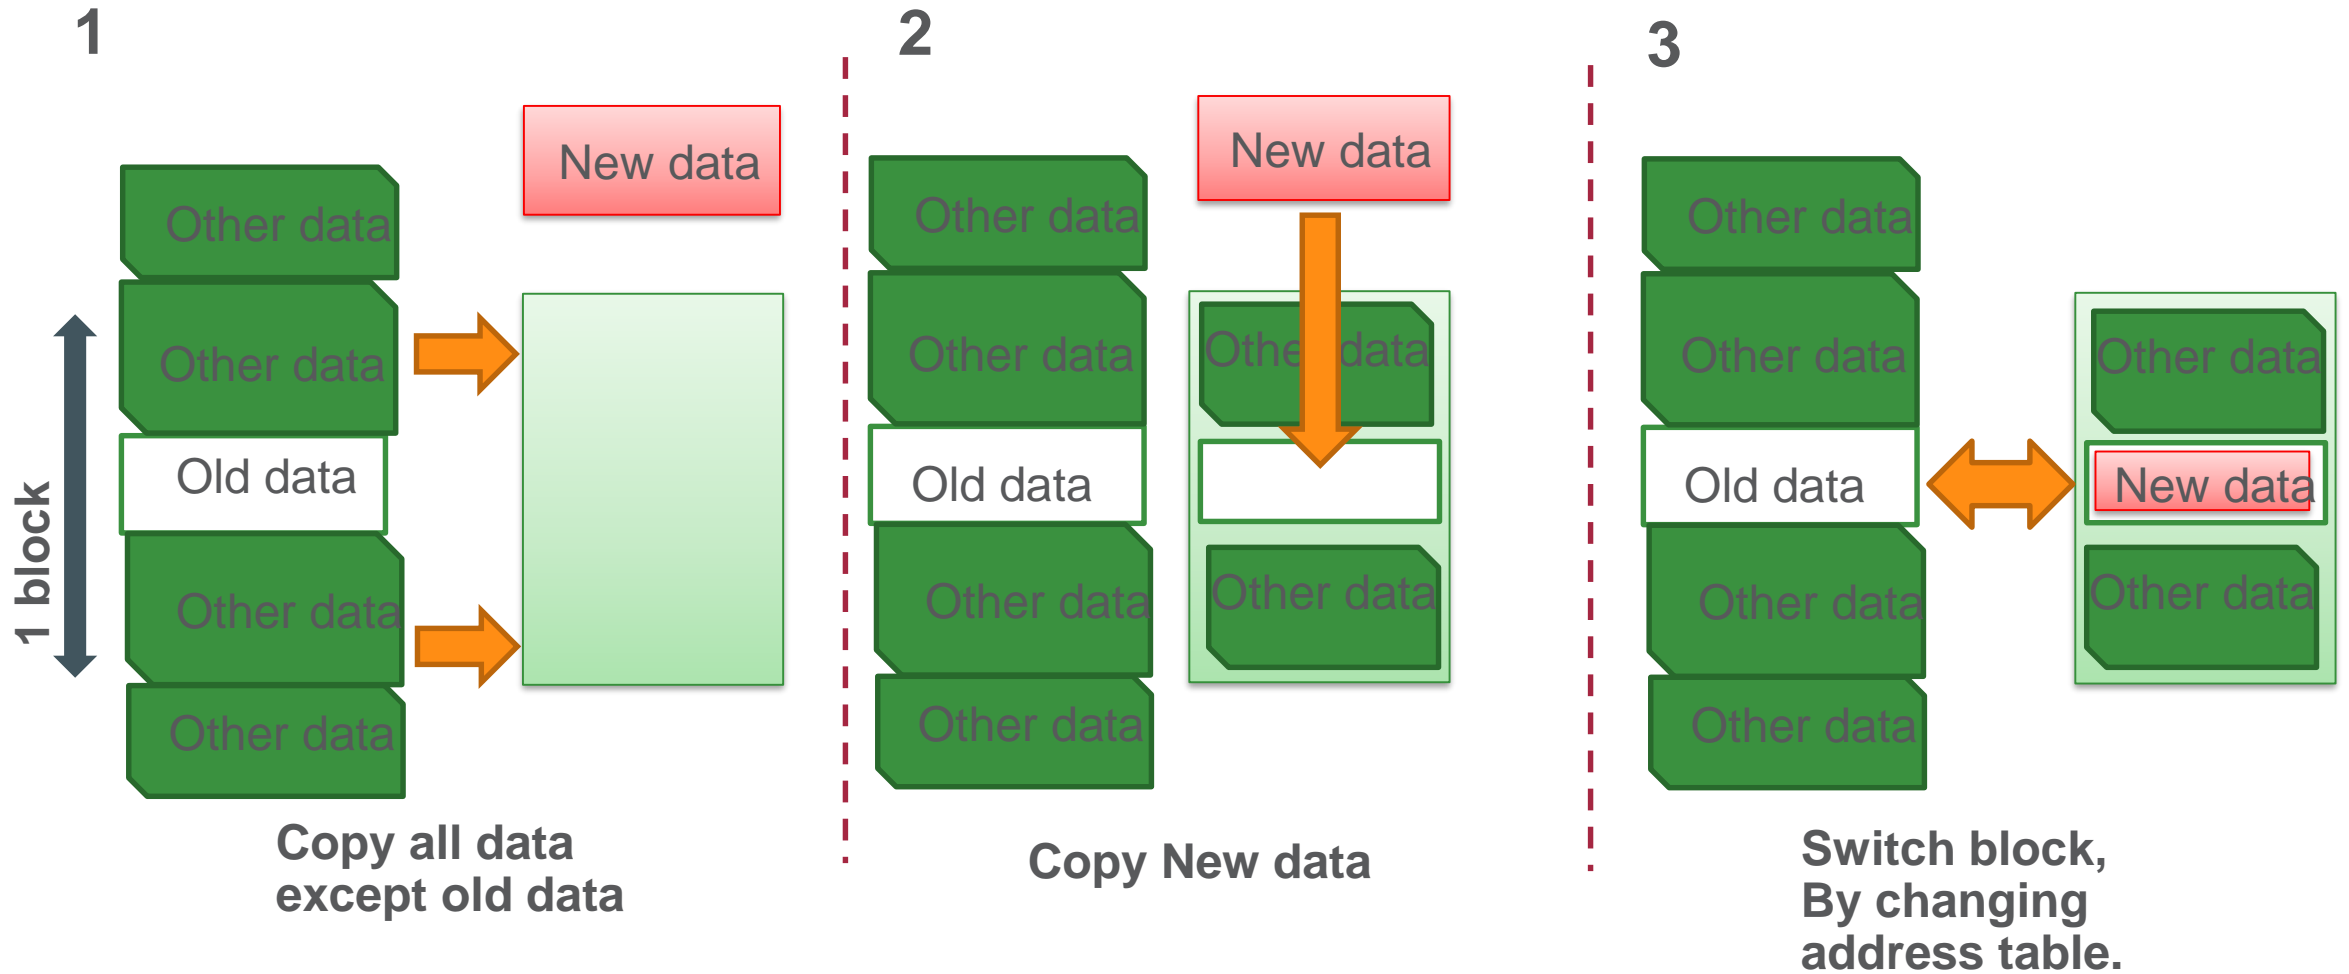 1
New data
Other data
Other data
Old data
1 block
Other data
Other data
Copy all data
except old data
2
New data
Other data
Other data
Other data
Old data
Other data
Other data
Other data
Copy New data
3
Other data
Other data
Other data
Old data
New data
Other data
Other data
Other data
Switch block,
By changing
address table.